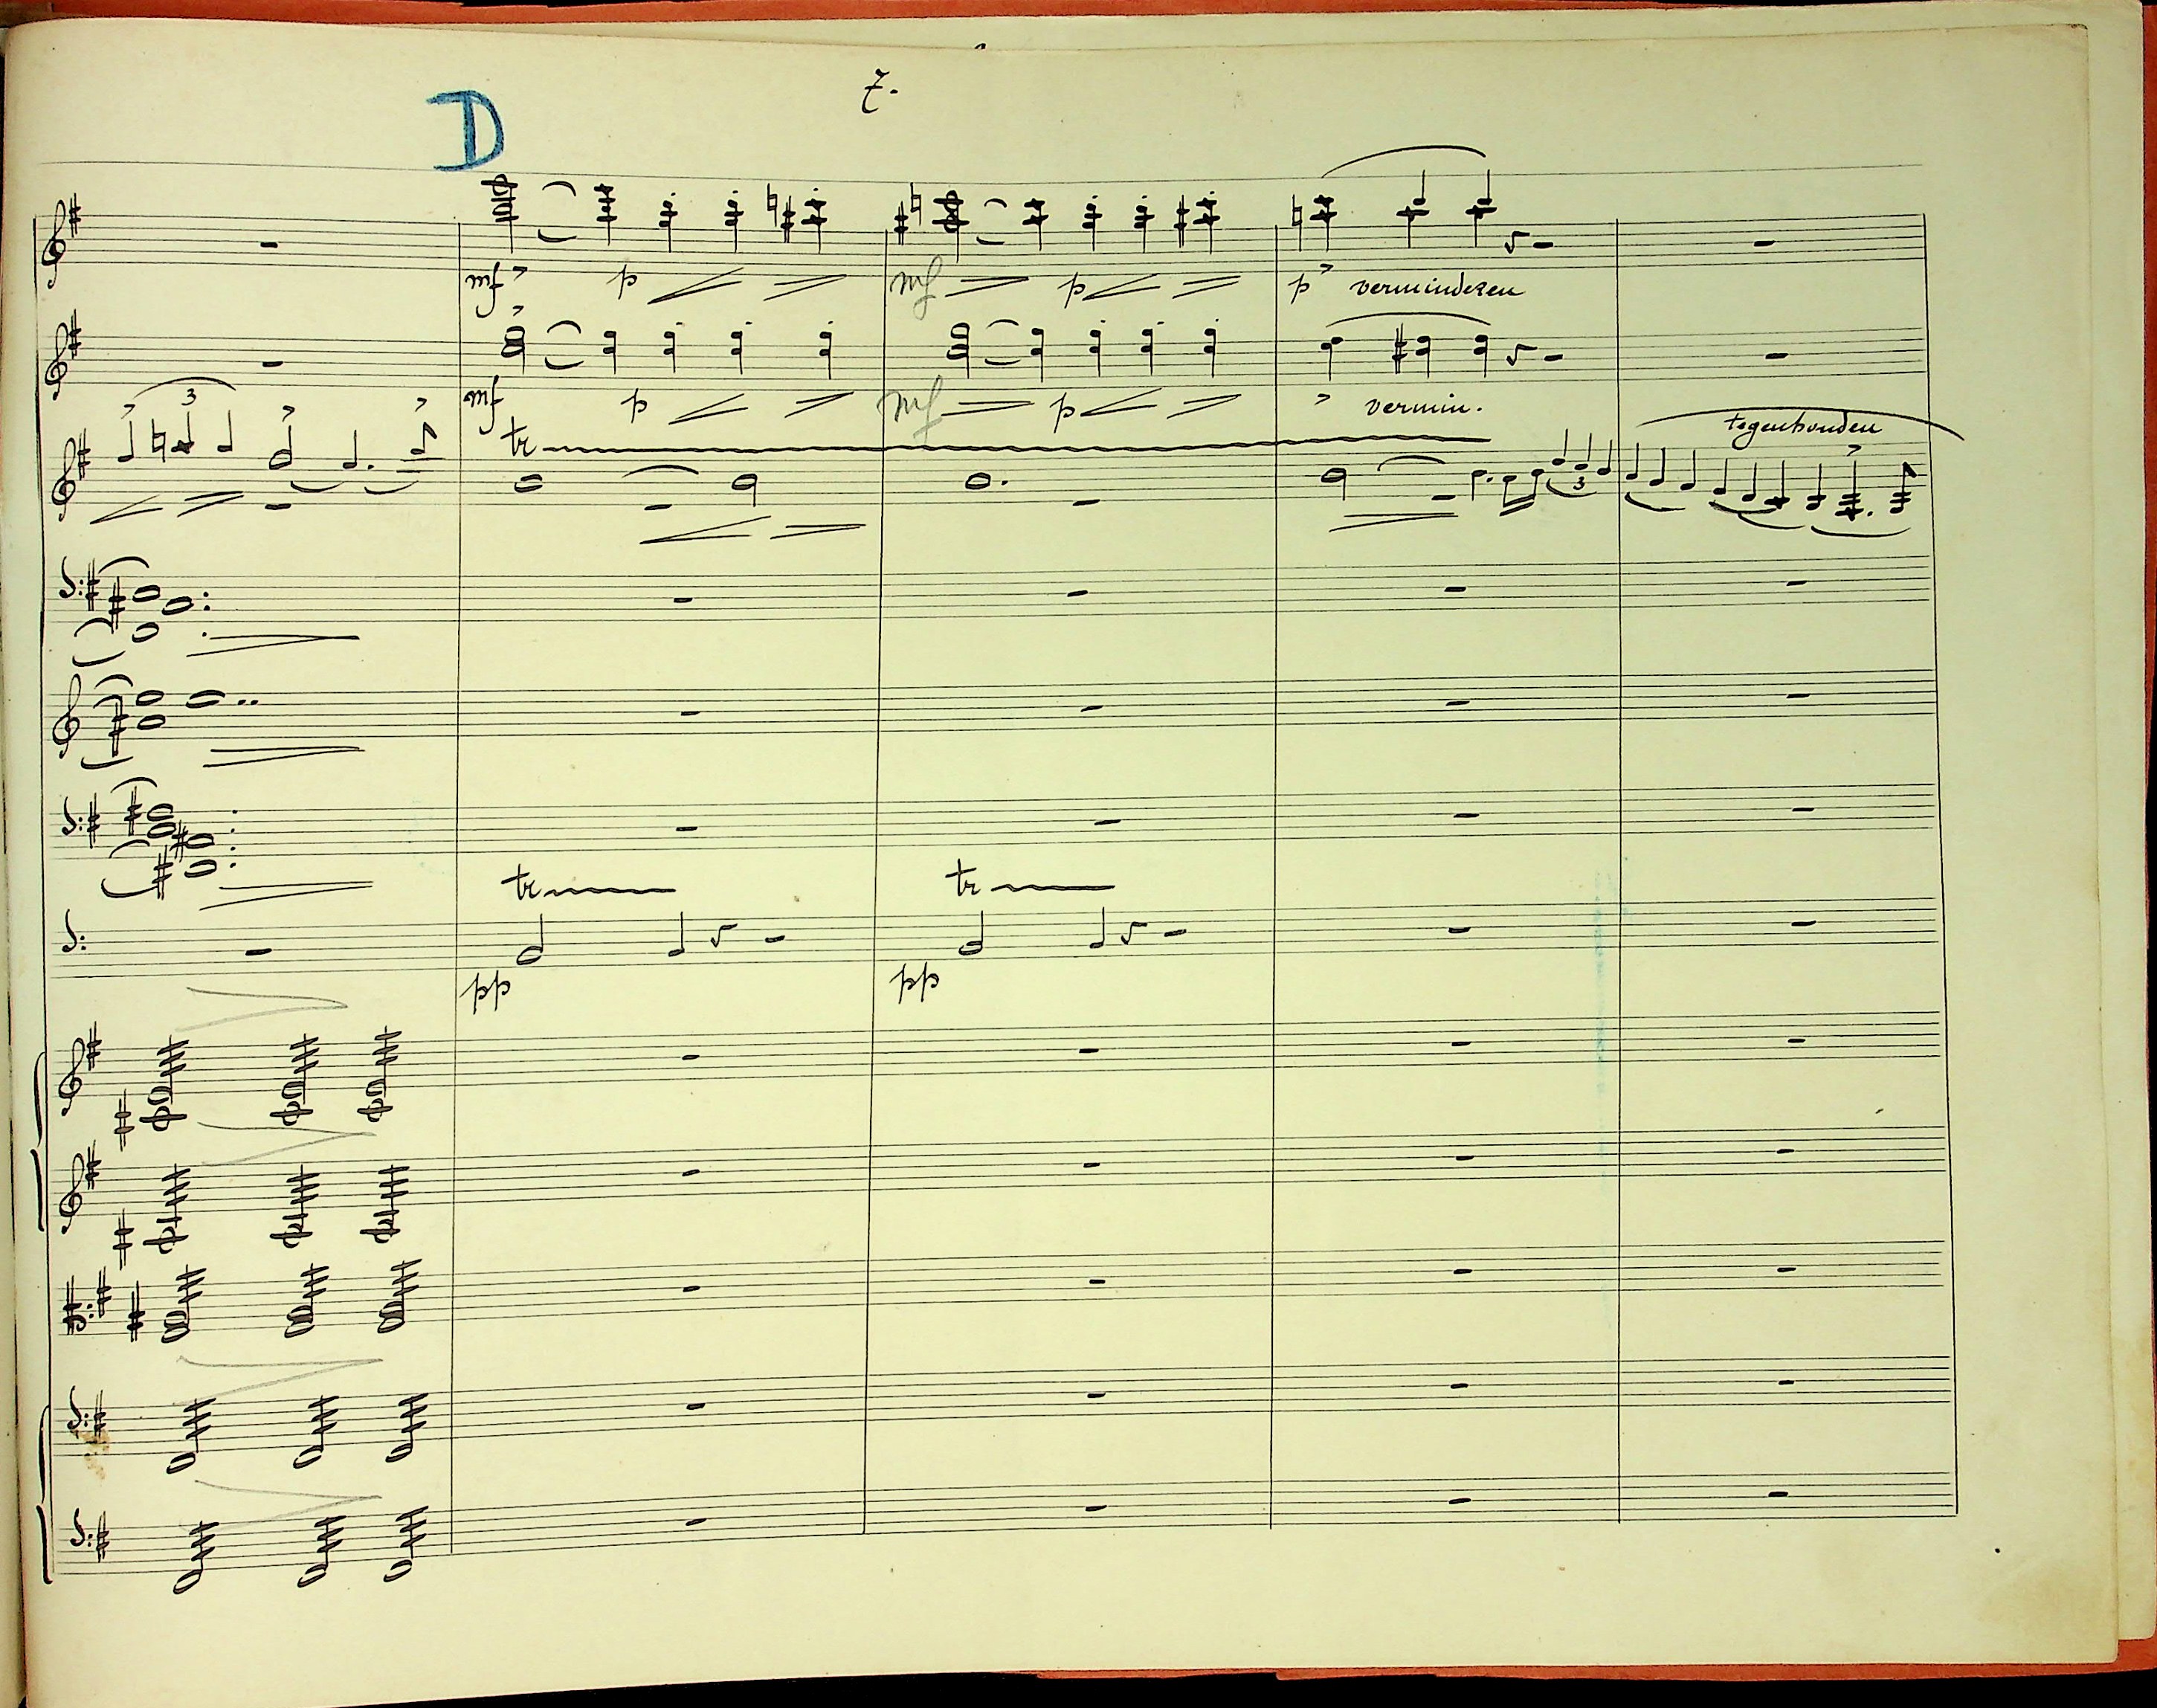 7.
D
mf p mf p p verminderen
mf p mf p vermin.
3
tr tegenhouden
3
tr tr
pp pp